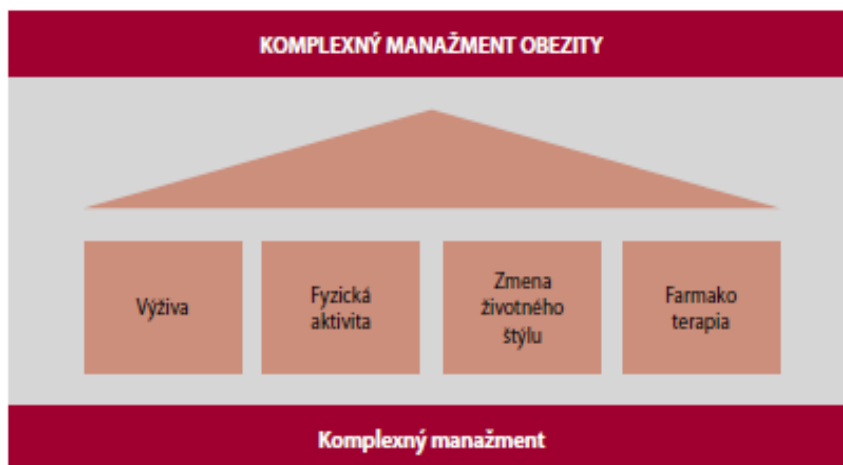 KOMPLEXNÝ MANAŽMENT OBEZITY
Výživa
Fyzická
aktivita
Zmena
životného
štýlu
Farmako
terapia
Komplexný manažment